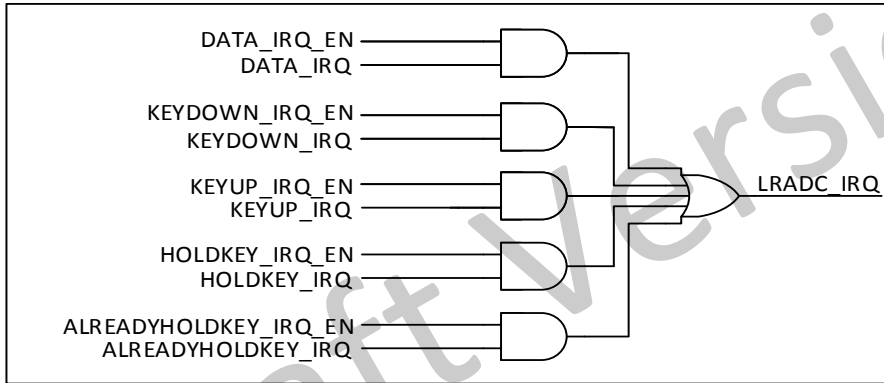 DATA_IRQ_EN
DATA_IRQ
KEYDOWN_IRQ_EN
KEYDOWN_IRQ
KEYUP_IRQ_EN
KEYUP_IRQ
LRADC_IRQ
HOLDKEY_IRQ_EN
HOLDKEY_IRQ
ALREADYHOLDKEY_IRQ_EN
ALREADYHOLDKEY_IRQ